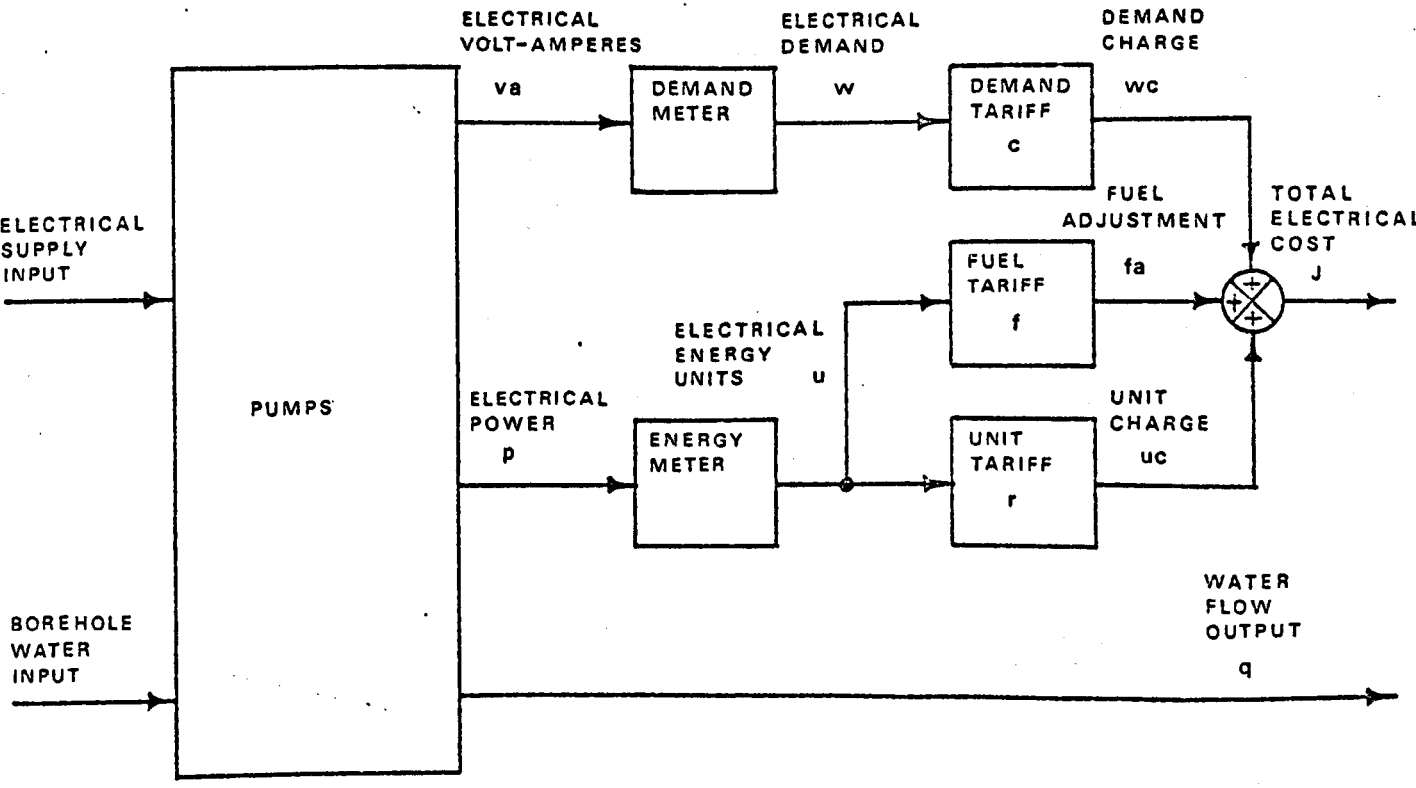 ELECTRICAL
VOLT-AMPERES
va
ELECTRICAL
DEMAND
w
DEMAND
CHARGE
wc
DEMAND
METER
DEMAND
TARIFF
c
ELECTRICAL
SUPPLY
INPUT
FUEL
ADJUSTMENT
fa
TOTAL
ELECTRICAL
COST
J
FUEL
TARIFF
f
+
+
+
ELECTRICAL
ENERGY
UNITS u
PUMPS
ELECTRICAL
POWER
p
ENERGY
METER
UNIT
TARIFF
r
UNIT
CHARGE
uc
BOREHOLE
WATER
INPUT
WATER
FLOW
OUTPUT
q